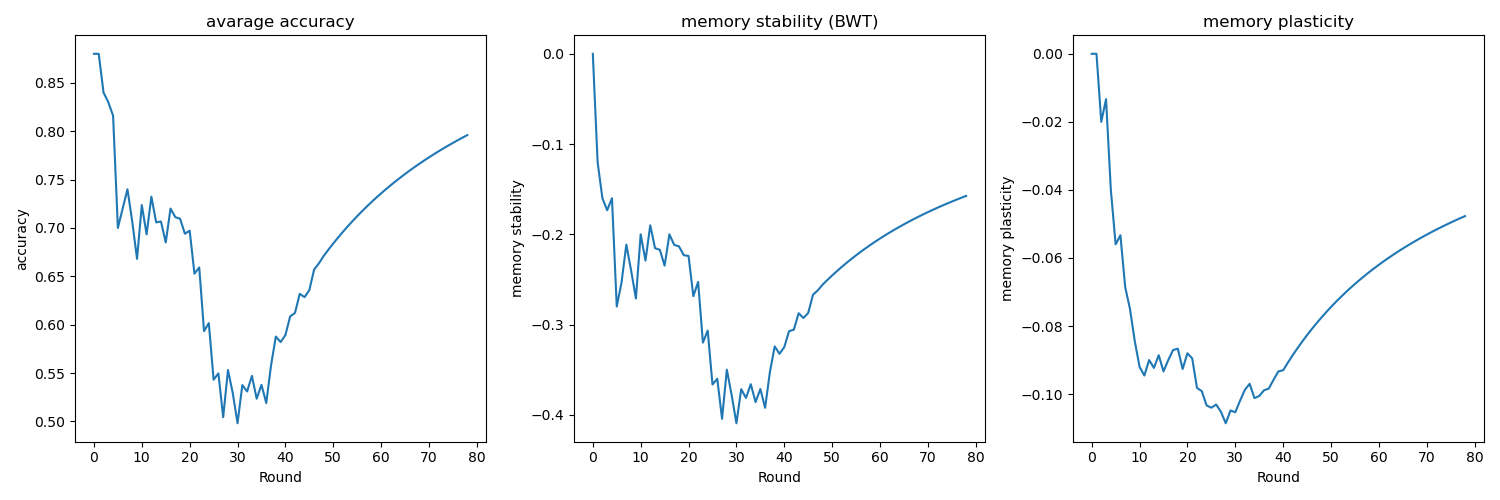 avarage accuracy
accuracy
0.85
0.80
0.75
0.70
0.65
0.60
0.55
0.50
0 10 20 30 40 50 60 70 80
Round
memory stability (BWT)
memory stability
0.0
−0.1
−0.2
−0.3
−0.4
0 10 20 30 40 50 60 70 80
Round
memory plasticity
memory plasticity
0.00
−0.02
−0.04
−0.06
−0.08
−0.10
0 10 20 30 40 50 60 70 80
Round